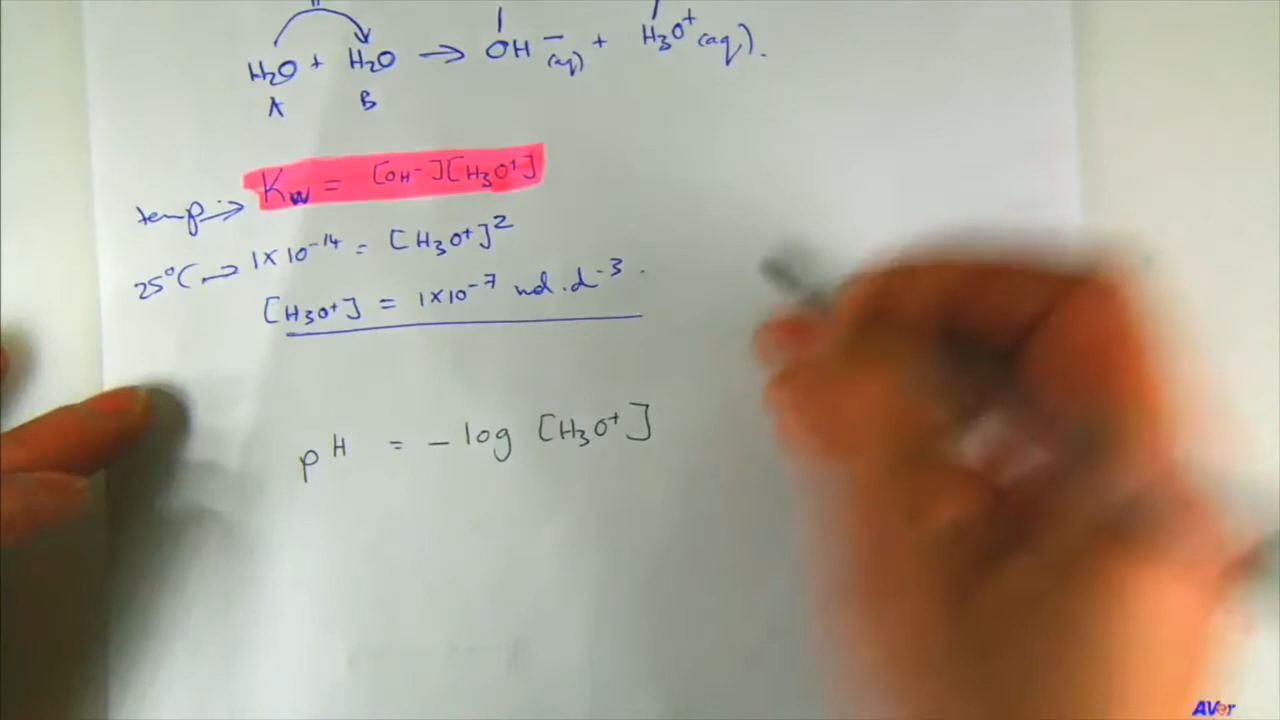 H2O + H2O → OH⁻(aq) + H3O⁺(aq).
A B
Kw = [OH⁻][H3O⁺]
temp →
25°C → 1×10⁻¹⁴ = [H3O⁺]²
[H3O⁺] = 1×10⁻⁷ mol.d⁻³.
pH = -log [H3O⁺]
AVer